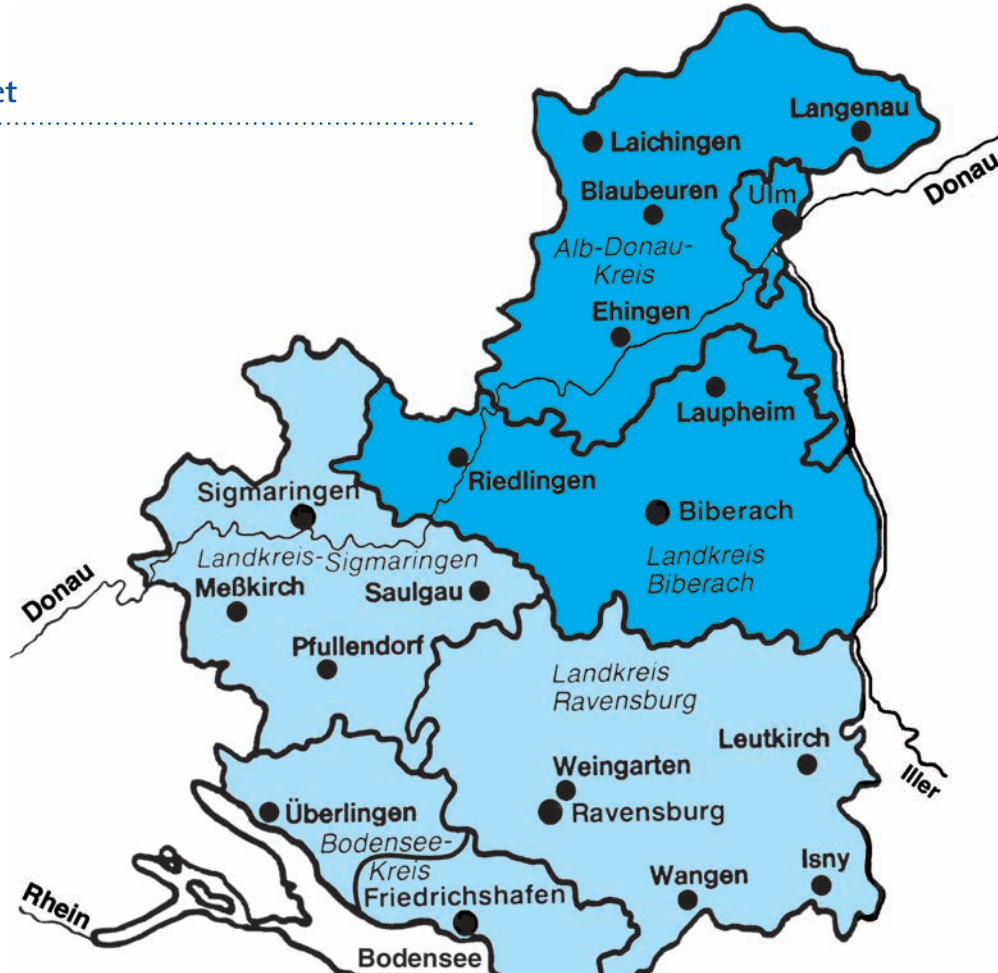 et
Langenau
Laichingen
Donau
Blaubeuren
Ulm
Alb-Donau-
Kreis
Ehingen
Laupheim
Riedlingen
Sigmaringen
Biberach
Landkreis-Sigmaringen
Landkreis
Biberach
Donau
Meßkirch
Saulgau
Pfullendorf
Landkreis
Ravensburg
Leutkirch
Weingarten
Iller
Überlingen
Ravensburg
Bodensee-
Kreis
Isny
Wangen
Friedrichshafen
Rhein
Bodensee